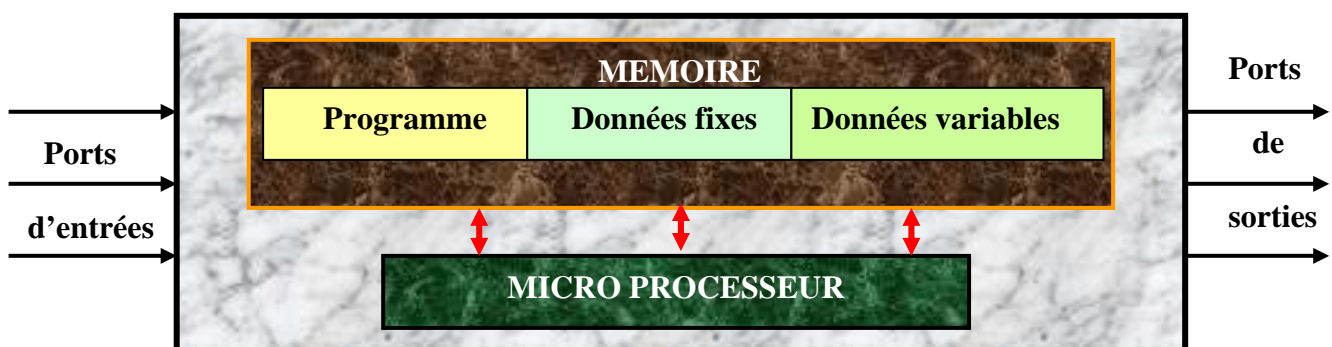 MEMOIRE
Programme
Données fixes
Données variables
Ports
d'entrées
MICRO PROCESSEUR
Ports
de
sorties